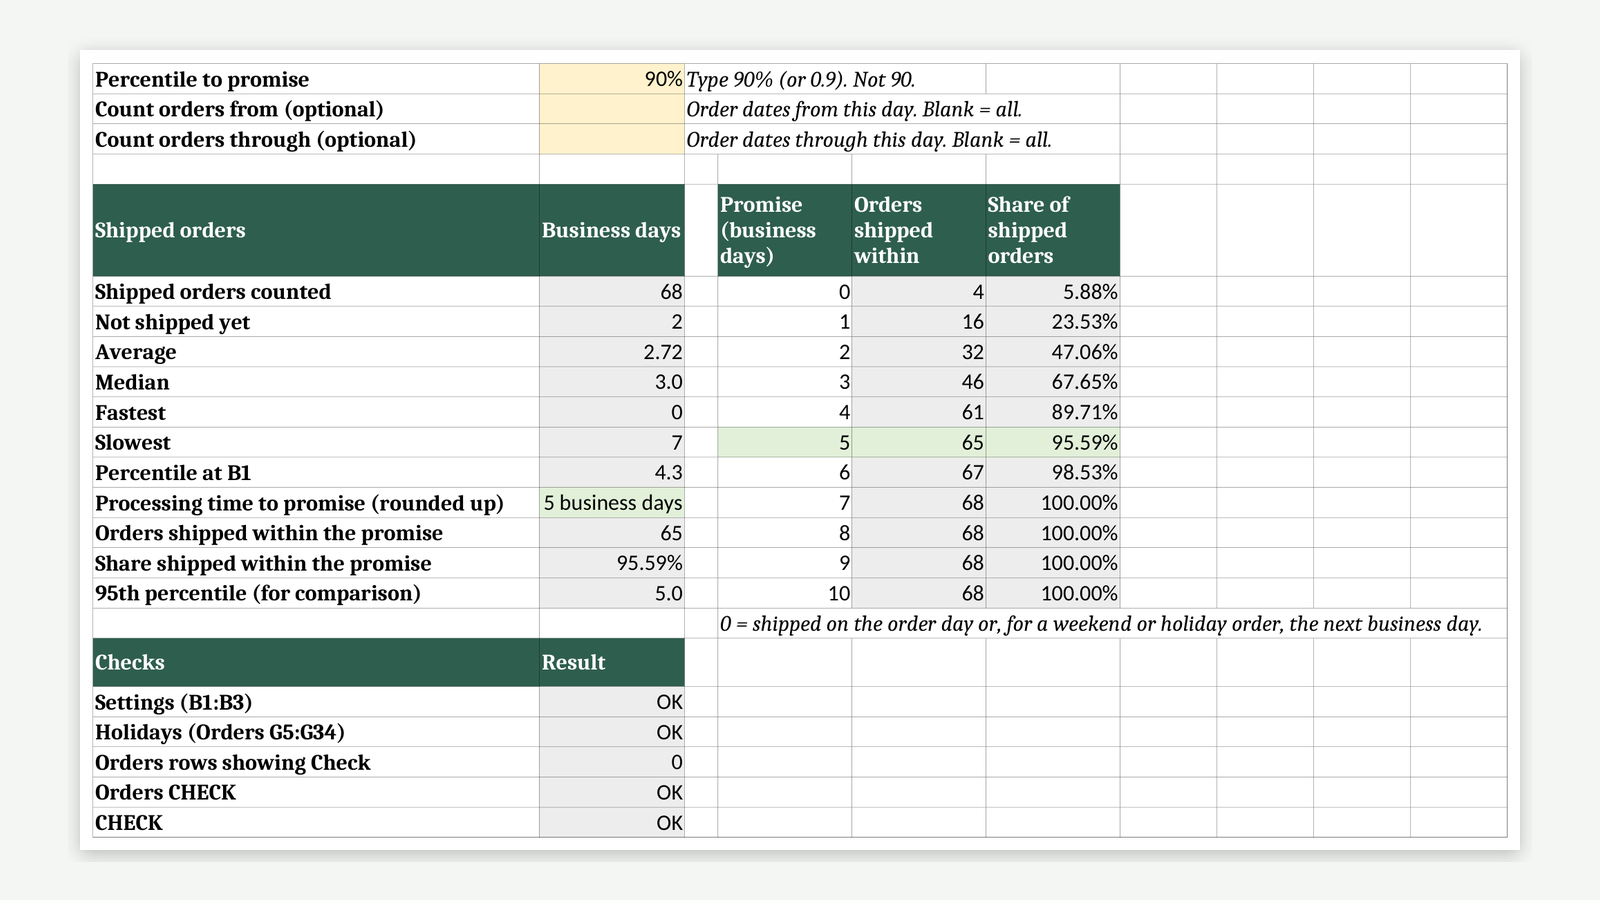 Percentile to promise 90% Type 90% (or 0.9). Not 90.
Count orders from (optional) Order dates from this day. Blank = all.
Count orders through (optional) Order dates through this day. Blank = all.
Shipped orders Business days Promise (business days) Orders shipped within Share of shipped orders
Shipped orders counted 68 0 4 5.88%
Not shipped yet 2 1 16 23.53%
Average 2.72 2 32 47.06%
Median 3.0 3 46 67.65%
Fastest 0 4 61 89.71%
Slowest 7 5 65 95.59%
Percentile at B1 4.3 6 67 98.53%
Processing time to promise (rounded up) 5 business days 7 68 100.00%
Orders shipped within the promise 65 8 68 100.00%
Share shipped within the promise 95.59% 9 68 100.00%
95th percentile (for comparison) 5.0 10 68 100.00%
0 = shipped on the order day or, for a weekend or holiday order, the next business day.
Checks Result
Settings (B1:B3) OK
Holidays (Orders G5:G34) OK
Orders rows showing Check 0
Orders CHECK OK
CHECK OK